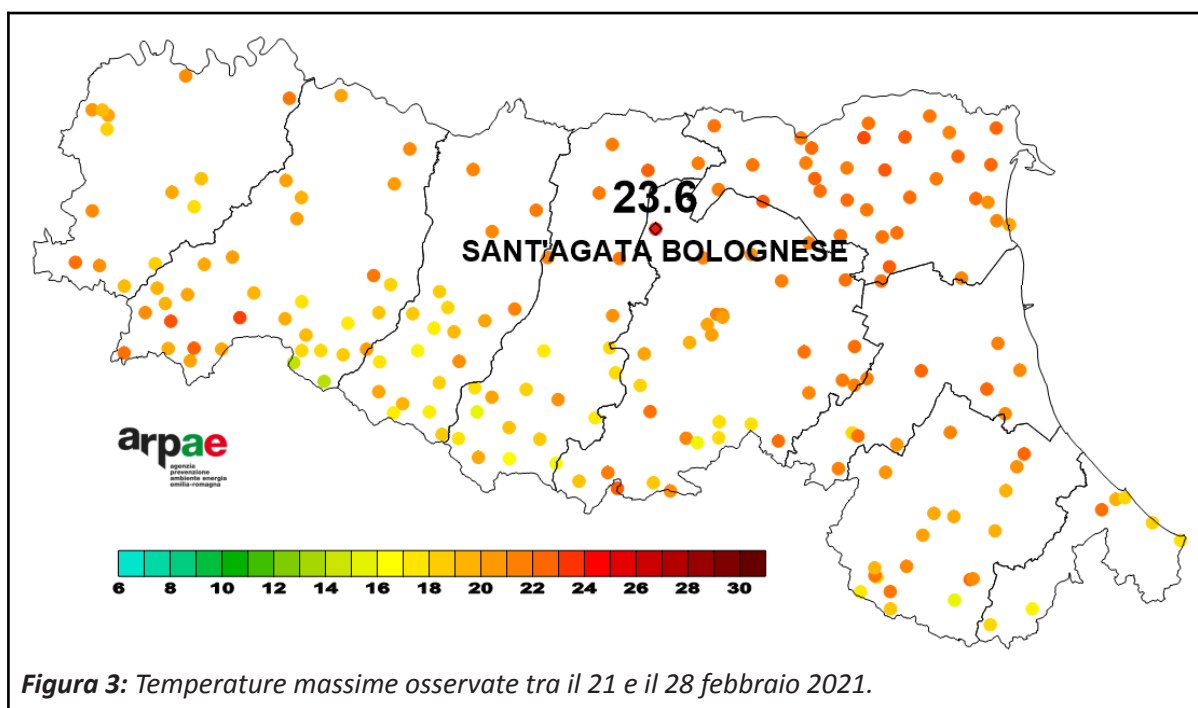 23.6
SANT'AGATA BOLOGNESE
arpae
agenzia
prevenzione
ambiente energia
emilia-romagna
6 8 10 12 14 16 18 20 22 24 26 28 30
Figura 3: Temperature massime osservate tra il 21 e il 28 febbraio 2021.